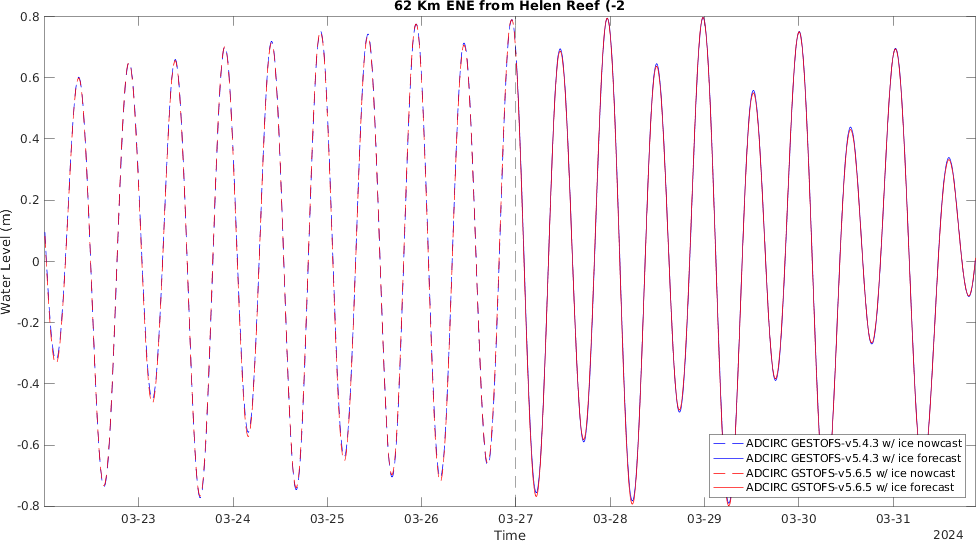 62 Km ENE from Helen Reef (-2
0.8
0.6
0.4
0.2
0
-0.2
-0.4
-0.6
-0.8
Water Level (m)
ADCIRC GESTOFS-v5.4.3 w/ ice nowcast
ADCIRC GESTOFS-v5.4.3 w/ ice forecast
ADCIRC GSTOFS-v5.6.5 w/ ice nowcast
ADCIRC GSTOFS-v5.6.5 w/ ice forecast
03-23 03-24 03-25 03-26 03-27 03-28 03-29 03-30 03-31
Time
2024